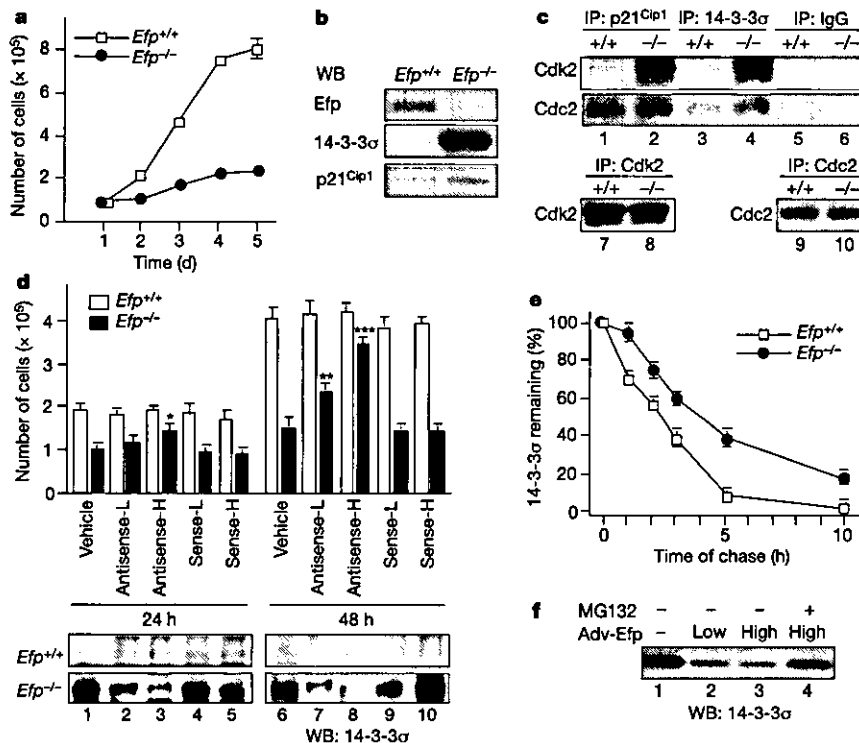 a
Number of cells (× 10⁵)
8
6
4
2
0
Efp+/+
Efp−/−
1 2 3 4 5
Time (d)
b
WB Efp+/+ Efp−/−
Efp
14-3-3σ
p21Cip1
c
IP: p21Cip1 IP: 14-3-3σ IP: IgG
+/+ −/− +/+ −/− +/+ −/−
Cdk2
Cdc2
1 2 3 4 5 6
IP: Cdk2 IP: Cdc2
+/+ −/− +/+ −/−
Cdk2 Cdc2
7 8 9 10
d
Efp+/+
Efp−/−
Number of cells (× 10⁵)
4
3
2
1
0
* ** ***
Vehicle Antisense-L Antisense-H Sense-L Sense-H Vehicle Antisense-L Antisense-H Sense-L Sense-H
24 h 48 h
Efp+/+
Efp−/−
1 2 3 4 5 6 7 8 9 10
WB: 14-3-3σ
e
14-3-3σ remaining (%)
100
80
60
40
20
0
Efp+/+
Efp−/−
0 5 10
Time of chase (h)
f
MG132 − − − +
Adv-Efp − Low High High
1 2 3 4
WB: 14-3-3σ